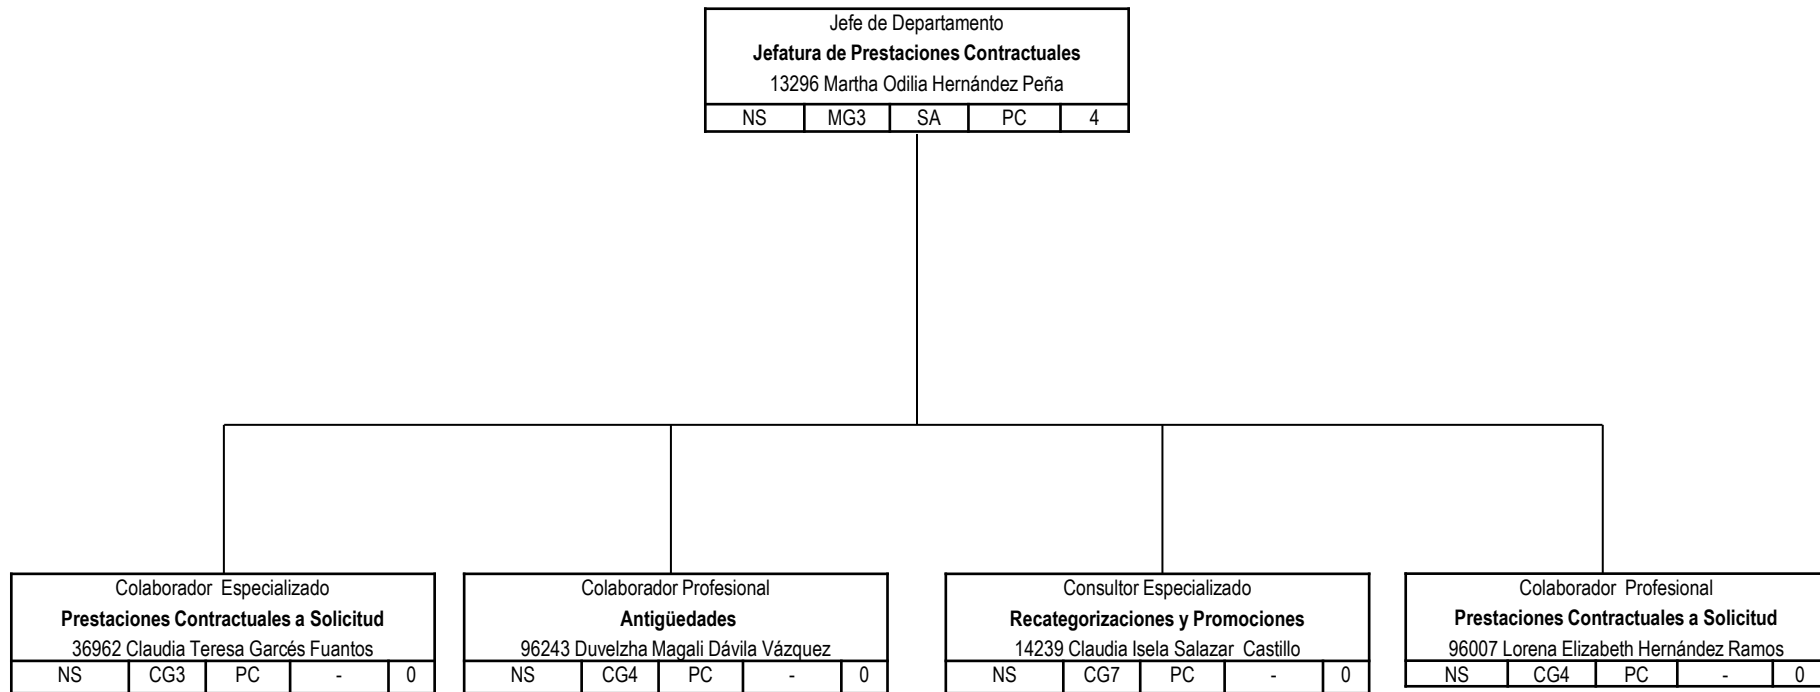 Jefe de Departamento
Jefatura de Prestaciones Contractuales
13296 Martha Odilia Hernández Peña
NS MG3 SA PC 4
Colaborador Especializado
Prestaciones Contractuales a Solicitud
36962 Claudia Teresa Garcés Fuantos
NS CG3 PC - 0
Colaborador Profesional
Antigüedades
96243 Duvelzha Magali Dávila Vázquez
NS CG4 PC - 0
Consultor Especializado
Recategorizaciones y Promociones
14239 Claudia Isela Salazar Castillo
NS CG7 PC - 0
Colaborador Profesional
Prestaciones Contractuales a Solicitud
96007 Lorena Elizabeth Hernández Ramos
NS CG4 PC - 0